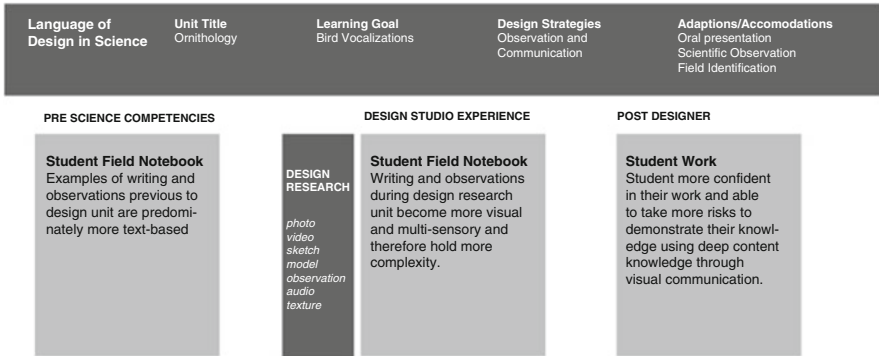 Language of
Design in Science
Unit Title
Ornithology
Learning Goal
Bird Vocalizations
Design Strategies
Observation and
Communication
Adaptions/Accomodations
Oral presentation
Scientific Observation
Field Identification
PRE SCIENCE COMPETENCIES
Student Field Notebook
Examples of writing and
observations previous to
design unit are predomi-
nately more text-based
DESIGN STUDIO EXPERIENCE
DESIGN
RESEARCH
photo
video
sketch
model
observation
audio
texture
Student Field Notebook
Writing and observations
during design research
unit become more visual
and multi-sensory and
therefore hold more
complexity.
POST DESIGNER
Student Work
Student more confident
in their work and able
to take more risks to
demonstrate their knowl-
edge using deep content
knowledge through
visual communication.